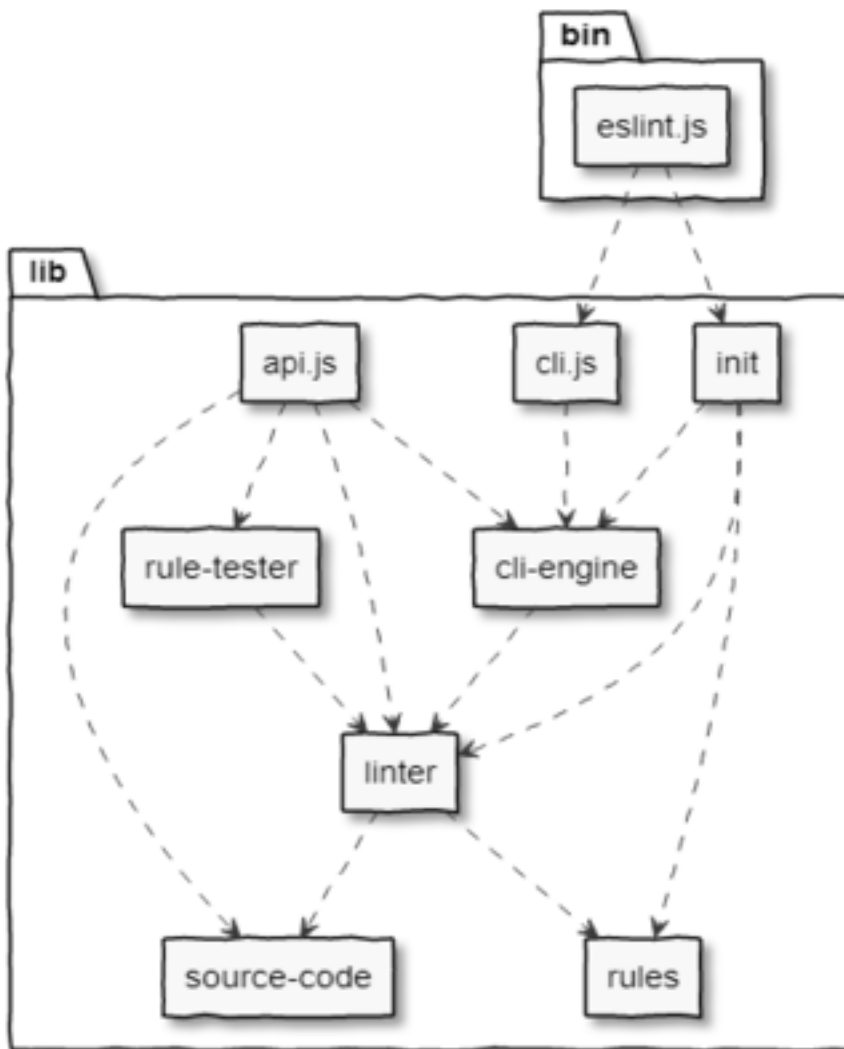 bin
eslint.js
lib
api.js
cli.js
init
rule-tester
cli-engine
linter
source-code
rules